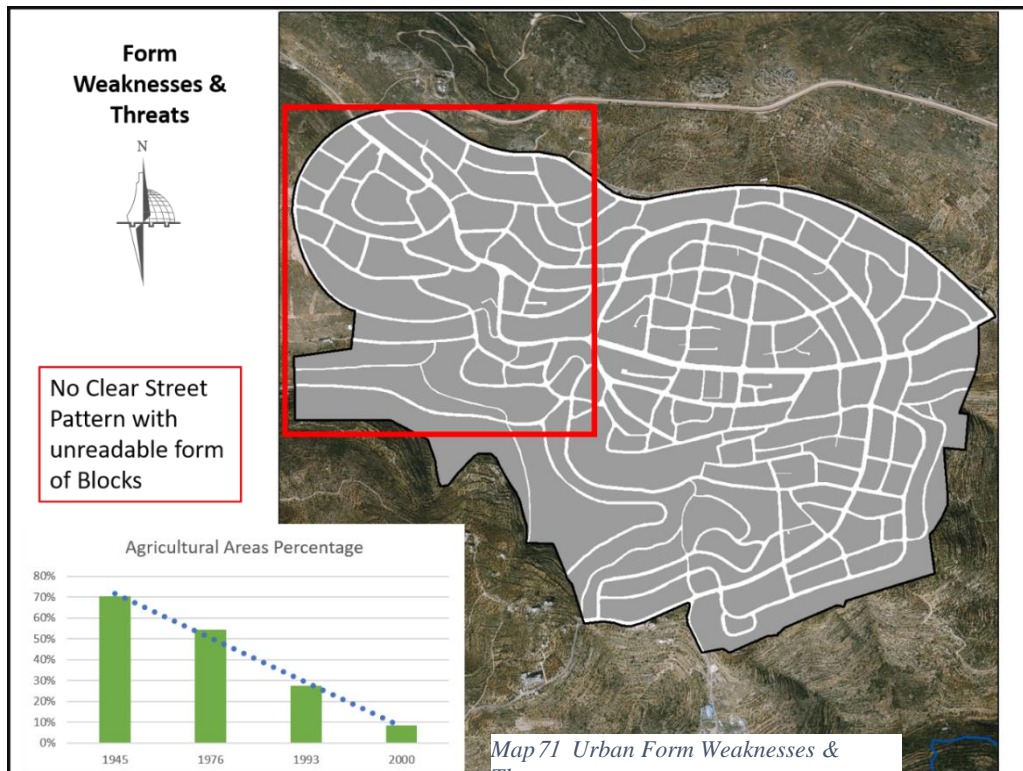 Form
Weaknesses &
Threats
N
No Clear Street
Pattern with
unreadable form
of Blocks
Agricultural Areas Percentage
80%
70%
60%
50%
40%
30%
20%
10%
0%
1945 1976 1993 2000
Map 71 Urban Form Weaknesses &